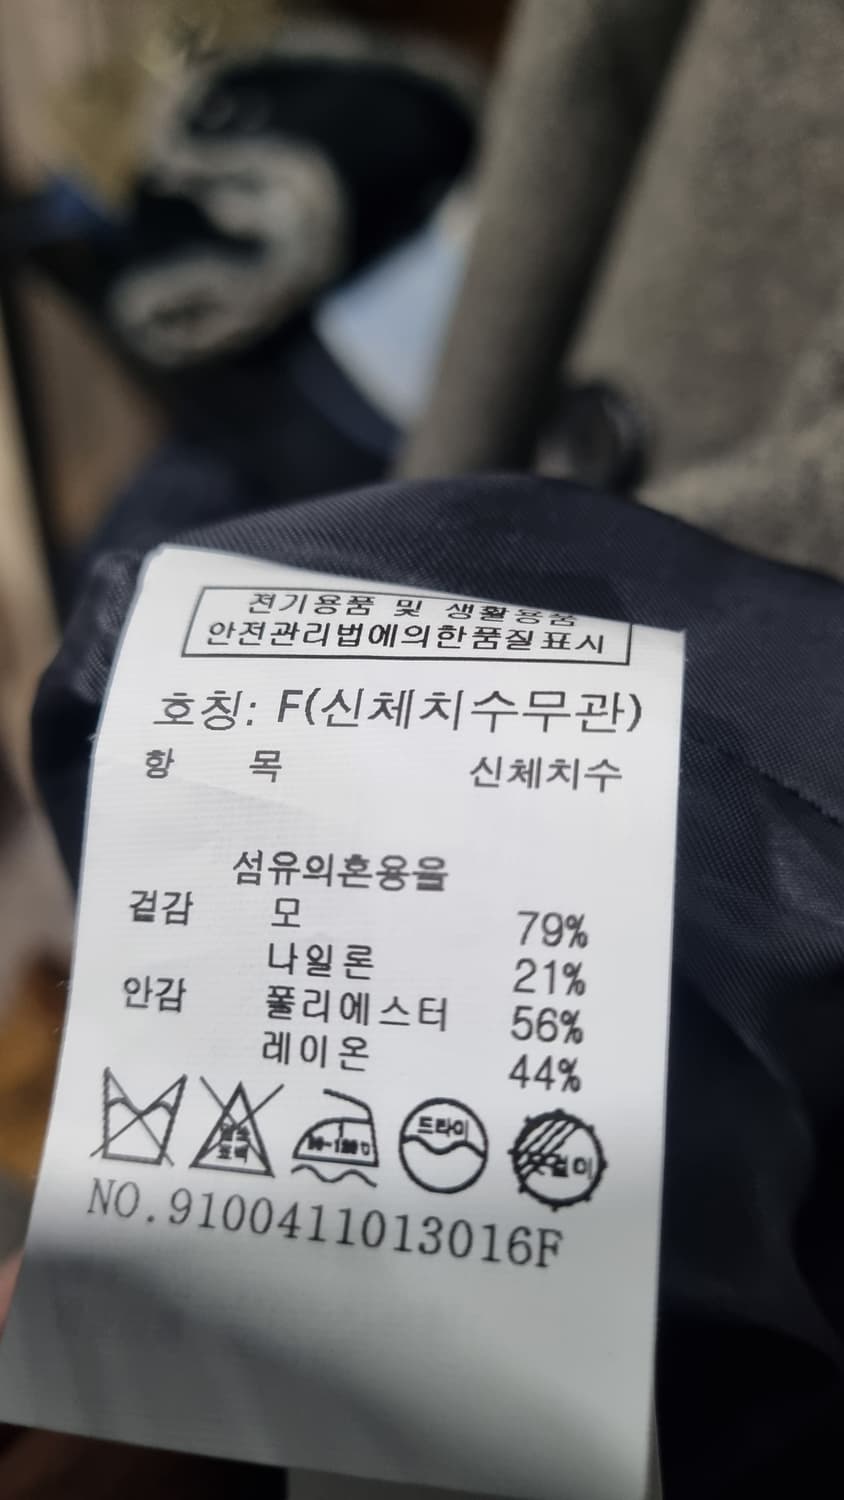 전기용품 및 생활용품
안전관리법에의한품질표시
호칭: F(신체치수무관)
항 목 신체치수
섬유의혼용율
겉감 모 79%
나일론 21%
안감 폴리에스터 56%
레이온 44%
드라이
옷걸이
NO.9100411013016F